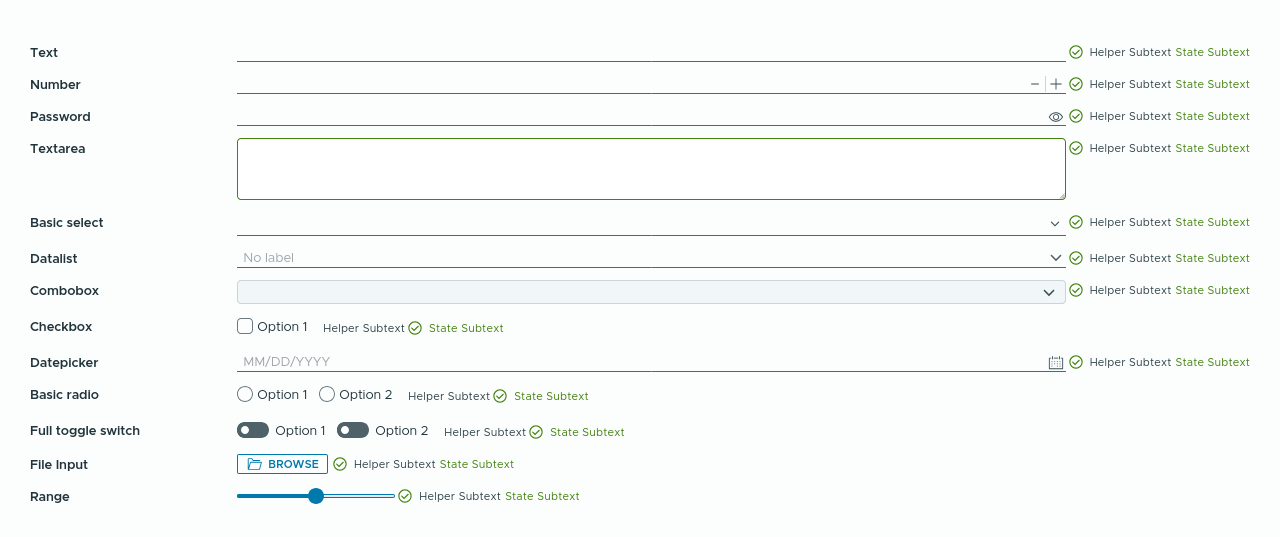 Text Helper Subtext State Subtext
Number Helper Subtext State Subtext
Password Helper Subtext State Subtext
Textarea Helper Subtext State Subtext
Basic select Helper Subtext State Subtext
Datalist No label Helper Subtext State Subtext
Combobox Helper Subtext State Subtext
Checkbox Option 1 Helper Subtext State Subtext
Datepicker MM/DD/YYYY Helper Subtext State Subtext
Basic radio Option 1 Option 2 Helper Subtext State Subtext
Full toggle switch Option 1 Option 2 Helper Subtext State Subtext
File Input BROWSE Helper Subtext State Subtext
Range Helper Subtext State Subtext